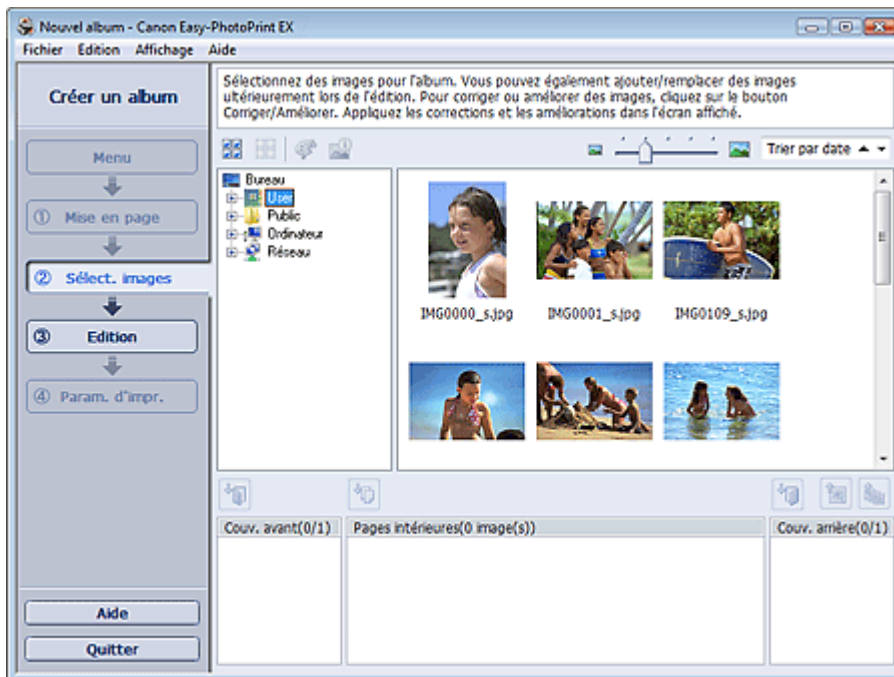 Nouvel album - Canon Easy-PhotoPrint EX
Fichier Edition Affichage Aide
Créer un album
Menu
① Mise en page
② Sélect. images
③ Edition
④ Param. d'impr.
Aide
Quitter
Sélectionnez des images pour l'album. Vous pouvez également ajouter/remplacer des images
ultérieurement lors de l'édition. Pour corriger ou améliorer des images, cliquez sur le bouton
Corriger/Améliorer. Appliquez les corrections et les améliorations dans l'écran affiché.
Trier par date
Bureau
User
Public
Ordinateur
Réseau
IMG0000_s.jpg IMG0001_s.jpg IMG0109_s.jpg
Couv. avant(0/1) Pages intérieures(0 image(s)) Couv. arrière(0/1)